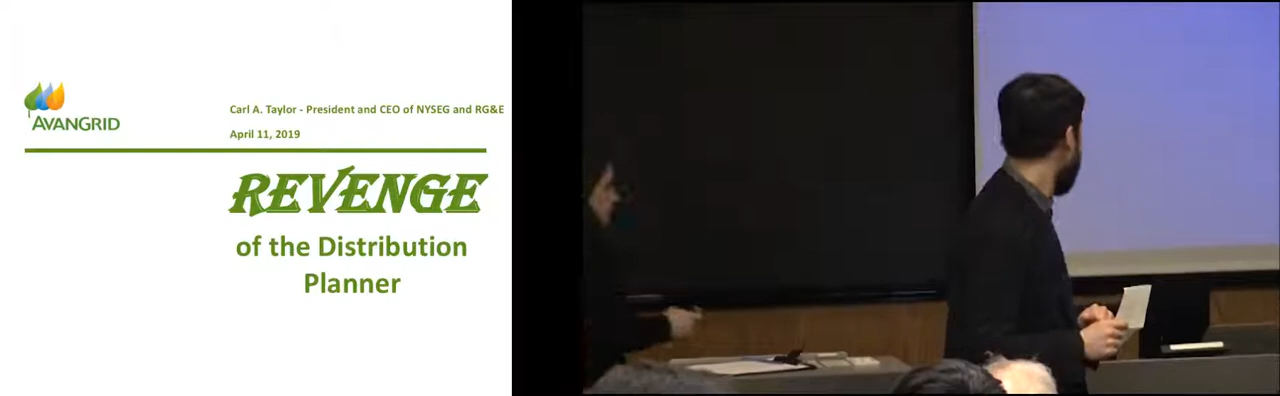 AVANGRID
Carl A. Taylor - President and CEO of NYSEG and RG&E
April 11, 2019
REVENGE
of the Distribution
Planner